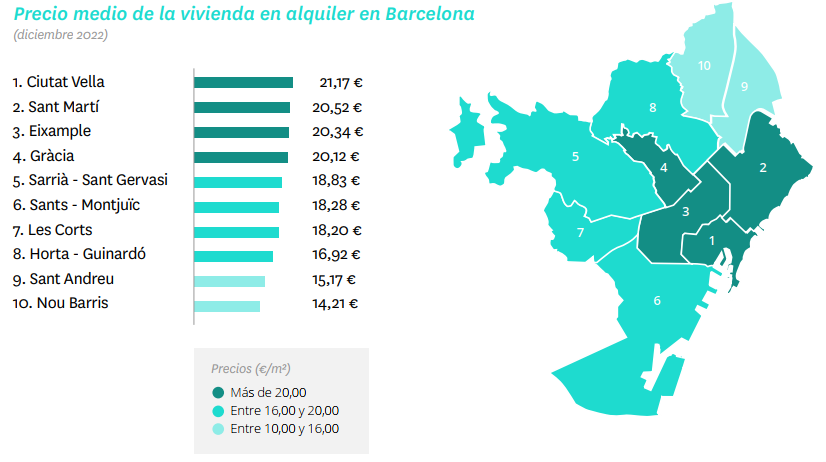 Precio medio de la vivienda en alquiler en Barcelona
(diciembre 2022)
1. Ciutat Vella 21,17 €
2. Sant Martí 20,52 €
3. Eixample 20,34 €
4. Gràcia 20,12 €
5. Sarrià - Sant Gervasi 18,83 €
6. Sants - Montjuïc 18,28 €
7. Les Corts 18,20 €
8. Horta - Guinardó 16,92 €
9. Sant Andreu 15,17 €
10. Nou Barris 14,21 €
Precios (€/m²)
Más de 20,00
Entre 16,00 y 20,00
Entre 10,00 y 16,00
10
9
8
5
4
2
3
7
1
6